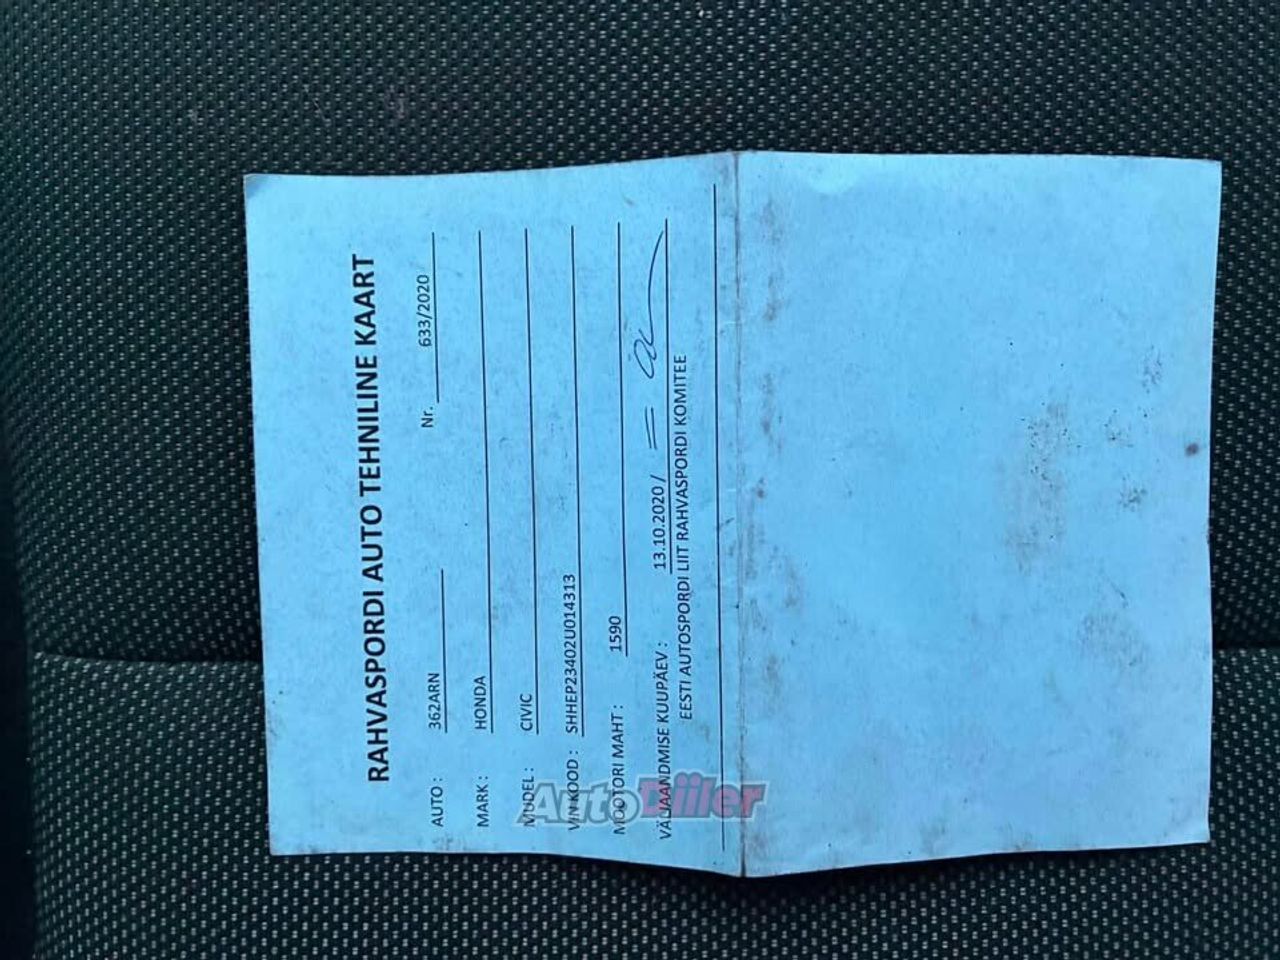 RAHVASPORDI AUTO TEHNILINE KAART
AUTO : 362ARN Nr. 633/2020
MARK : HONDA
MUDEL : CIVIC
VIN KOOD : SHHEP23402U014313
MOOTORI MAHT : 1590
VÄLJAANDMISE KUUPÄEV : 13.10.2020 /
EESTI AUTOSPORDI LIIT RAHVASPORDI KOMITEE
AutoDiiler